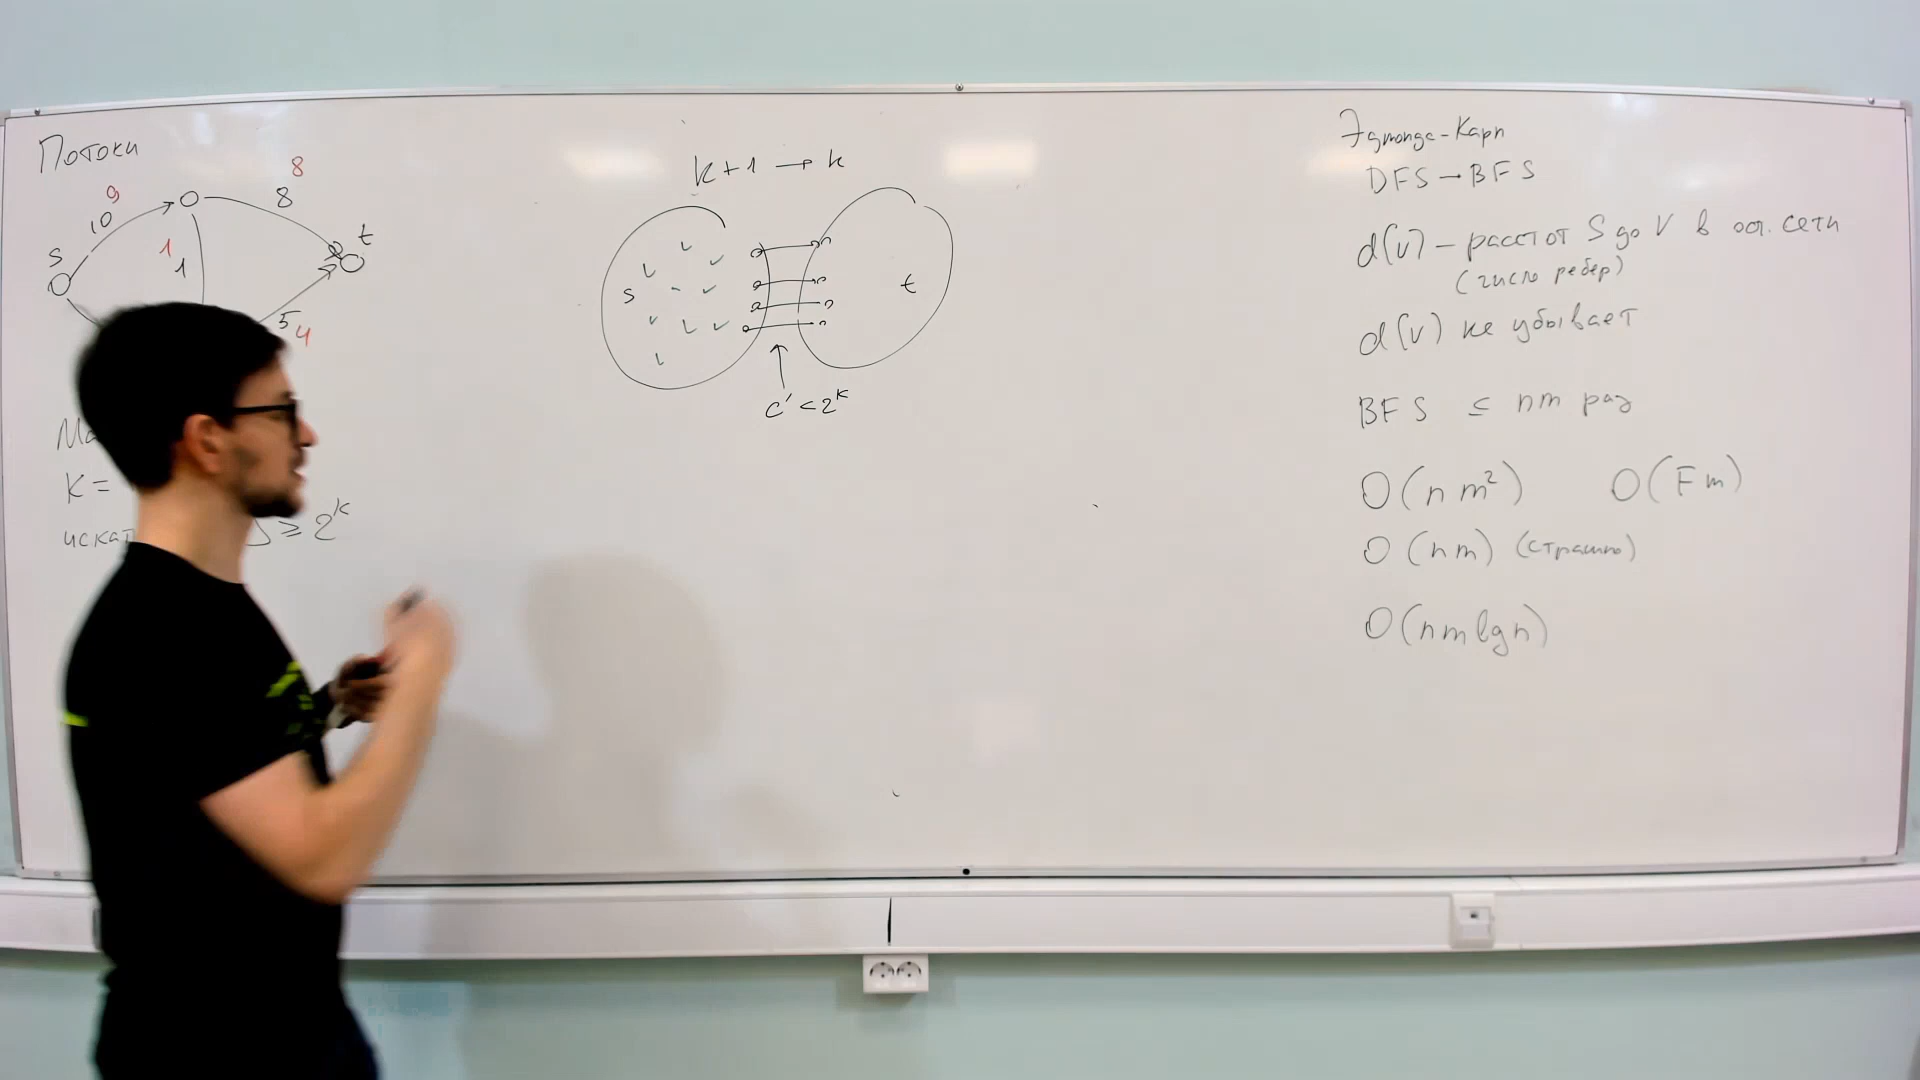 Потоки
9
10
8
8
s
t
1
1
5
4
K =
≥ 2^k
k+1 → k
s
t
c' < 2^k
Эдмондс-Карп
DFS → BFS
d(v) – расст от S до V в ост. сети
(число ребер)
d(v) не убывает
BFS ≤ nm раз
O(nm²) O(Fm)
O(nm) (страшно)
O(nm lg n)